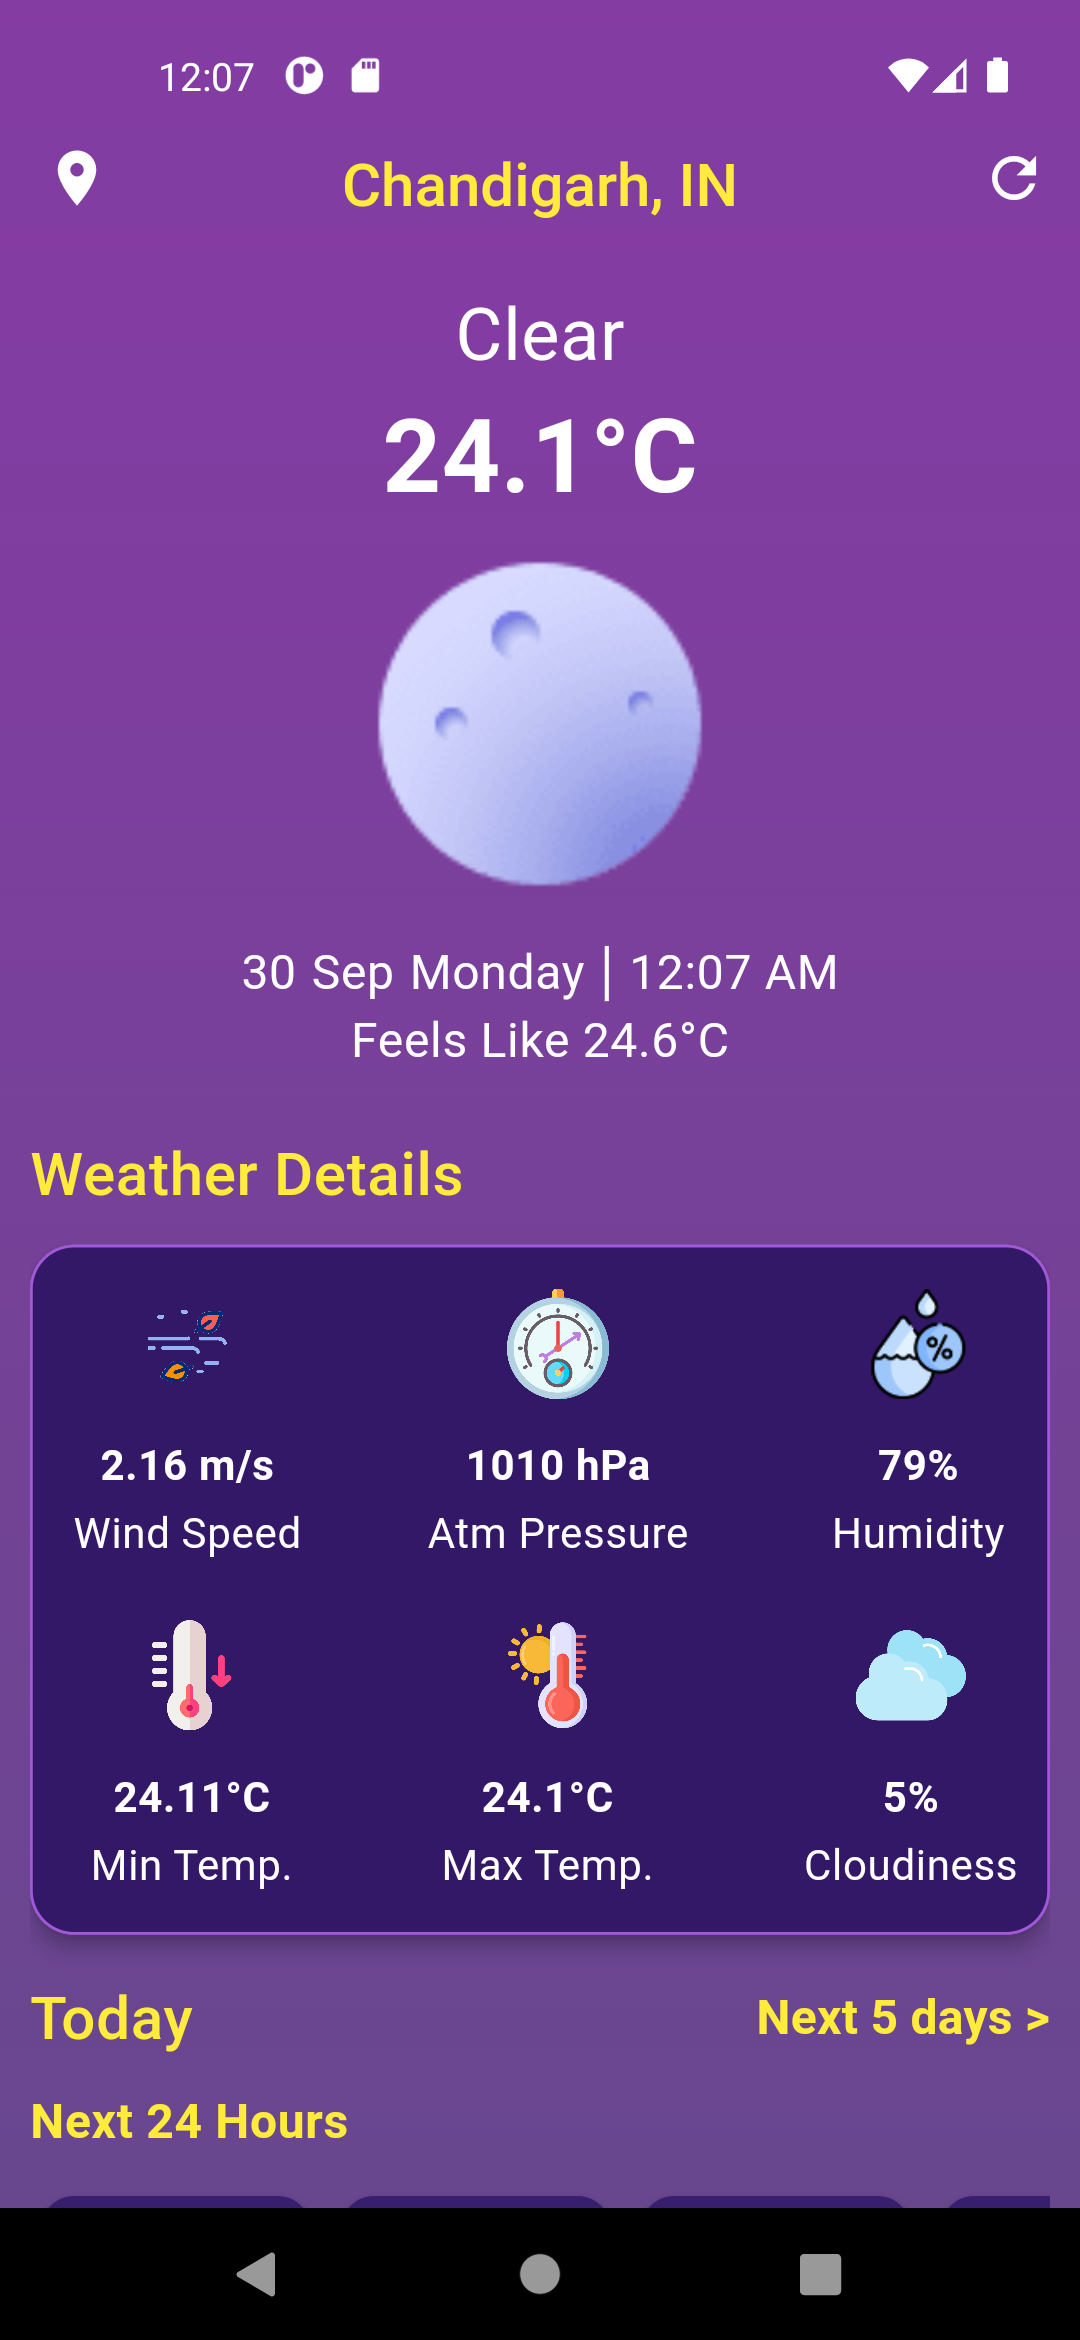 12:07
Chandigarh, IN
Clear
24.1°C
30 Sep Monday | 12:07 AM
Feels Like 24.6°C
Weather Details
%
2.16 m/s 1010 hPa 79%
Wind Speed Atm Pressure Humidity
24.11°C 24.1°C 5%
Min Temp. Max Temp. Cloudiness
Today Next 5 days >
Next 24 Hours